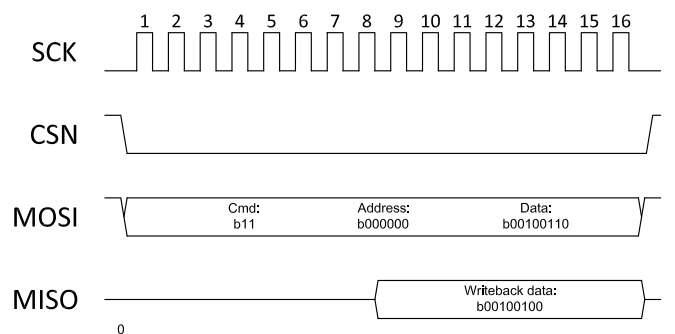 1 2 3 4 5 6 7 8 9 10 11 12 13 14 15 16
SCK
CSN
MOSI
Cmd: Address: Data:
b11 b000000 b00100110
MISO
Writeback data:
b00100100
0